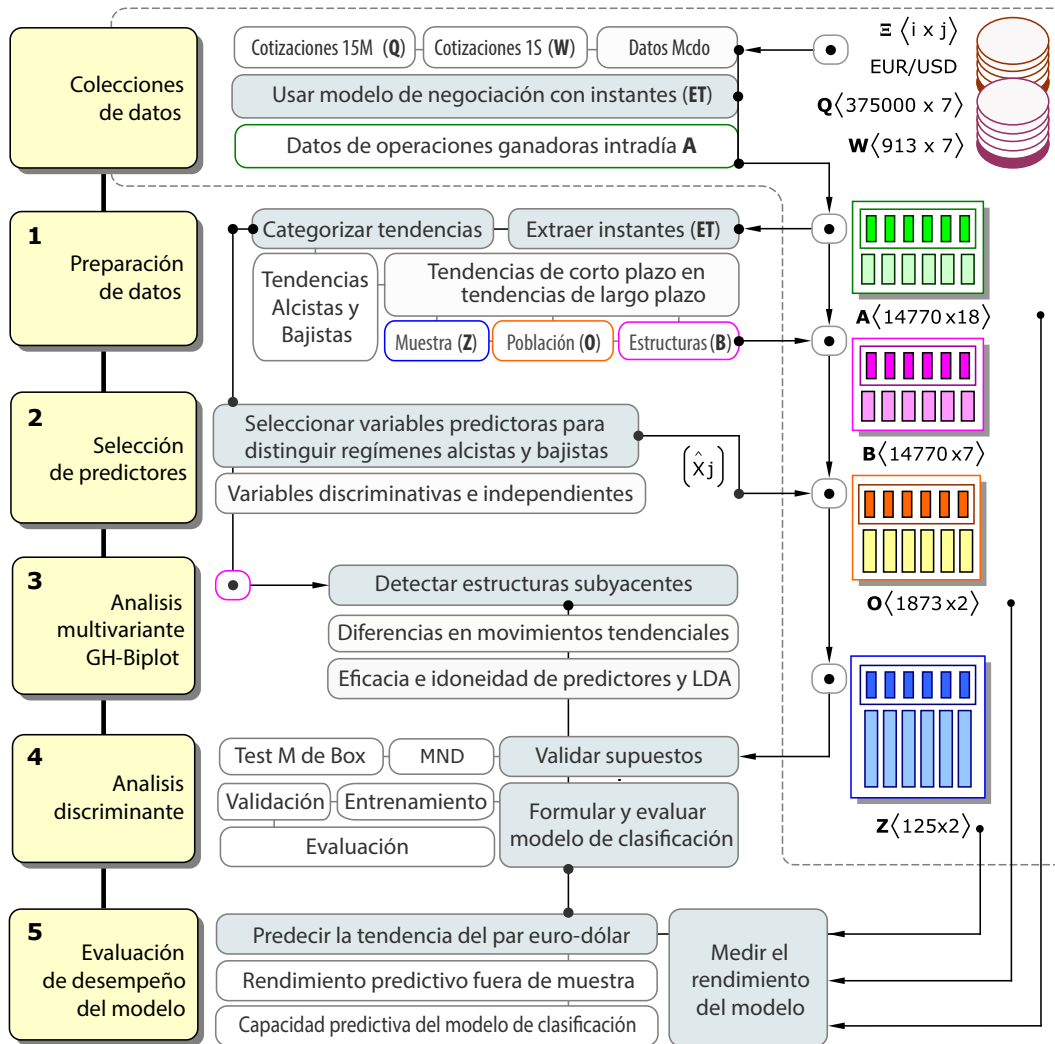 Colecciones
de datos
Cotizaciones 15M (Q)
Cotizaciones 1S (W)
Datos Mcdo
Usar modelo de negociación con instantes (ET)
Datos de operaciones ganadoras intradía A
Ξ ⟨i x j⟩
EUR/USD
Q⟨375000 x 7⟩
W⟨913 x 7⟩
1
Preparación
de datos
Categorizar tendencias
Extraer instantes (ET)
Tendencias
Alcistas y
Bajistas
Tendencias de corto plazo en
tendencias de largo plazo
Muestra (Z)
Población (O)
Estructuras (B)
A⟨14770 x18⟩
B⟨14770 x7⟩
2
Selección
de predictores
Seleccionar variables predictoras para
distinguir regímenes alcistas y bajistas
Variables discriminativas e independientes
(X̂j)
O⟨1873 x2⟩
3
Analisis
multivariante
GH-Biplot
Detectar estructuras subyacentes
Diferencias en movimientos tendenciales
Eficacia e idoneidad de predictores y LDA
4
Analisis
discriminante
Test M de Box
MND
Validar supuestos
Validación
Entrenamiento
Evaluación
Formular y evaluar
modelo de clasificación
Z⟨125x2⟩
5
Evaluación
de desempeño
del modelo
Predecir la tendencia del par euro-dólar
Rendimiento predictivo fuera de muestra
Capacidad predictiva del modelo de clasificación
Medir el
rendimiento
del modelo